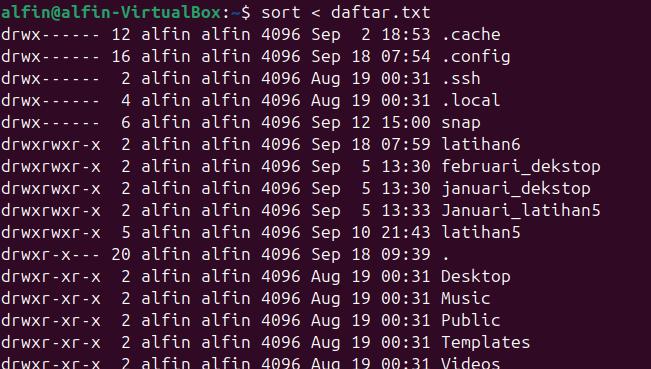 alfin@alfin-VirtualBox:~$ sort < daftar.txt
drwx------ 12 alfin alfin 4096 Sep  2 18:53 .cache
drwx------ 16 alfin alfin 4096 Sep 18 07:54 .config
drwx------  2 alfin alfin 4096 Aug 19 00:31 .ssh
drwx------  4 alfin alfin 4096 Aug 19 00:31 .local
drwx------  6 alfin alfin 4096 Sep 12 15:00 snap
drwxrwxr-x  2 alfin alfin 4096 Sep 18 07:59 latihan6
drwxrwxr-x  2 alfin alfin 4096 Sep  5 13:30 februari_dekstop
drwxrwxr-x  2 alfin alfin 4096 Sep  5 13:30 januari_dekstop
drwxrwxr-x  2 alfin alfin 4096 Sep  5 13:33 Januari_latihan5
drwxrwxr-x  5 alfin alfin 4096 Sep 10 21:43 latihan5
drwxr-x--- 20 alfin alfin 4096 Sep 18 09:39 .
drwxr-xr-x  2 alfin alfin 4096 Aug 19 00:31 Desktop
drwxr-xr-x  2 alfin alfin 4096 Aug 19 00:31 Music
drwxr-xr-x  2 alfin alfin 4096 Aug 19 00:31 Public
drwxr-xr-x  2 alfin alfin 4096 Aug 19 00:31 Templates
drwxr-xr-x  2 alfin alfin 4096 Aug 19 00:31 Videos